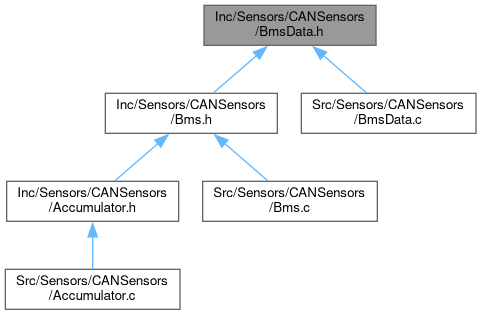 Inc/Sensors/CANSensors
/BmsData.h
Inc/Sensors/CANSensors
/Bms.h
Src/Sensors/CANSensors
/BmsData.c
Inc/Sensors/CANSensors
/Accumulator.h
Src/Sensors/CANSensors
/Bms.c
Src/Sensors/CANSensors
/Accumulator.c